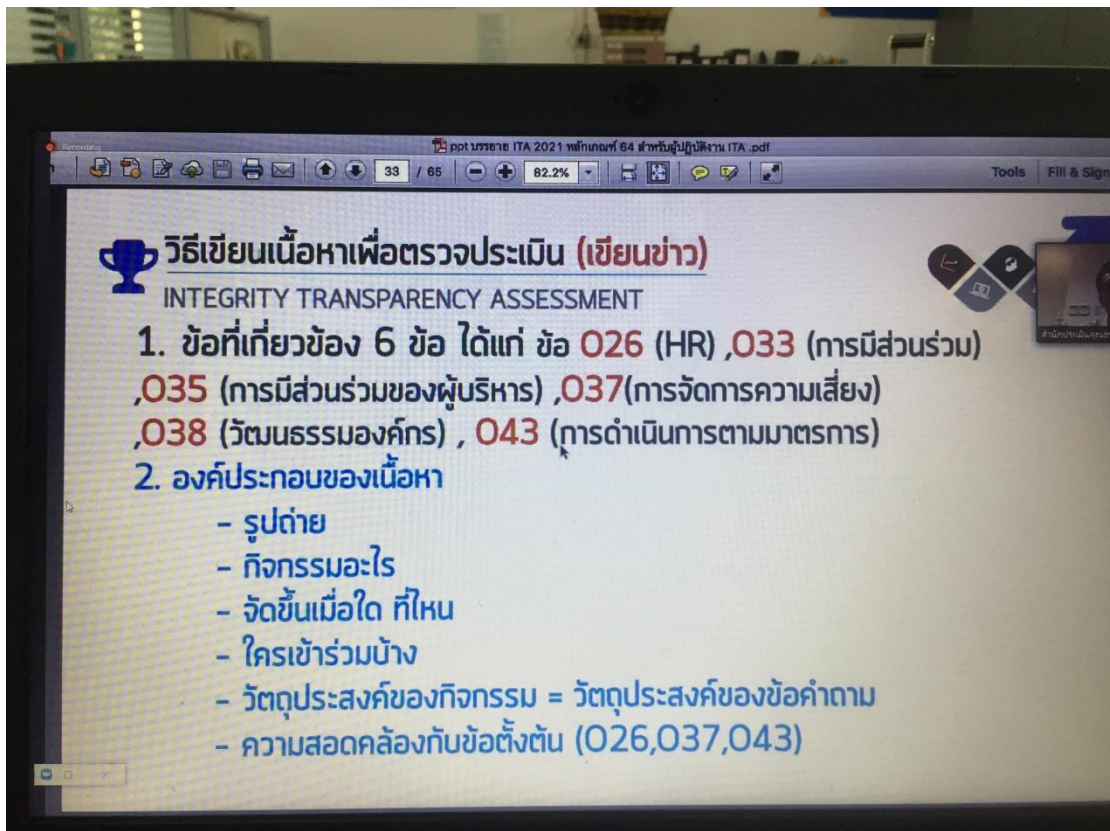 Recording
ppt บรรยาย ITA 2021 หลักเกณฑ์ 64 สำหรับผู้ปฏิบัติงาน ITA .pdf
33 / 65 82.2% Tools Fill & Sign
วิธีเขียนเนื้อหาเพื่อตรวจประเมิน (เขียนข่าว)
INTEGRITY TRANSPARENCY ASSESSMENT
1. ข้อที่เกี่ยวข้อง 6 ข้อ ได้แก่ ข้อ O26 (HR) ,O33 (การมีส่วนร่วม)
,O35 (การมีส่วนร่วมของผู้บริหาร) ,O37(การจัดการความเสี่ยง)
,O38 (วัฒนธรรมองค์กร) , O43 (การดำเนินการตามมาตรการ)
2. องค์ประกอบของเนื้อหา
- รูปถ่าย
- กิจกรรมอะไร
- จัดขึ้นเมื่อใด ที่ไหน
- ใครเข้าร่วมบ้าง
- วัตถุประสงค์ของกิจกรรม = วัตถุประสงค์ของข้อคำถาม
- ความสอดคล้องกับข้อตั้งต้น (O26,O37,O43)